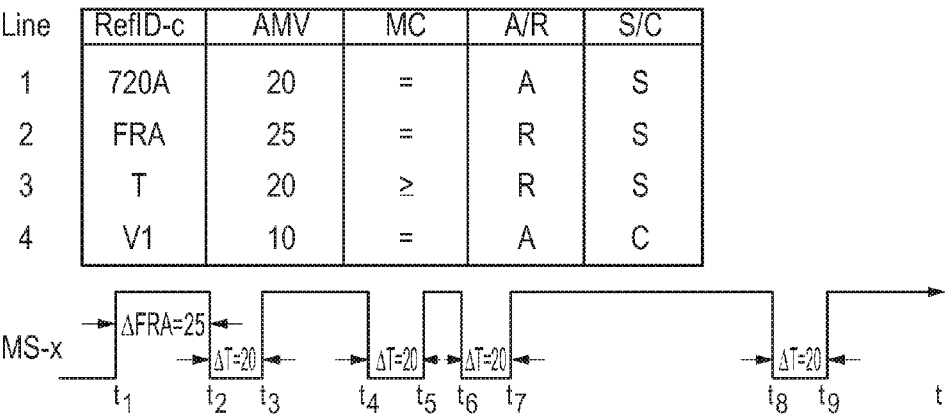 Line RefID-c AMV MC A/R S/C
1 720A 20 = A S
2 FRA 25 = R S
3 T 20 ≥ R S
4 V1 10 = A C
MS-x ΔFRA=25 ΔT=20 ΔT=20 ΔT=20 ΔT=20
t1 t2 t3 t4 t5 t6 t7 t8 t9 t